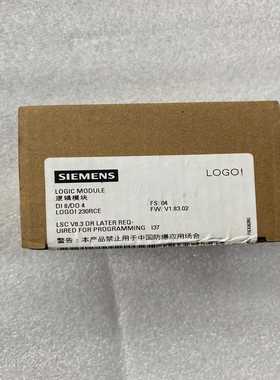 SIEMENS
LOGO!
LOGIC MODULE
逻辑模块
DI 8/DO 4
FS: 04
LOGO! 230RCE
FW: V1.83.02
LSC V8.3 OR LATER REQ-
UIRED FOR PROGRAMMING I37
警告：本产品禁止用于中国防爆应用场合